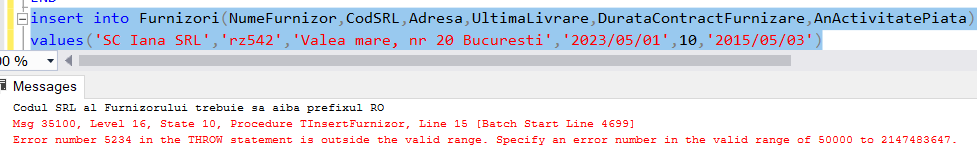 END
insert into Furnizori(NumeFurnizor,CodSRL,Adresa,UltimaLivrare,DurataContractFurnizare,AnActivitatePiata)
values('SC Iana SRL','rz542','Valea mare, nr 20 Bucuresti','2023/05/01',10,'2015/05/03')
00 %
Messages
Codul SRL al Furnizorului trebuie sa aiba prefixul RO
Msg 35100, Level 16, State 10, Procedure TInsertFurnizor, Line 15 [Batch Start Line 4699]
Error number 5234 in the THROW statement is outside the valid range. Specify an error number in the valid range of 50000 to 2147483647.